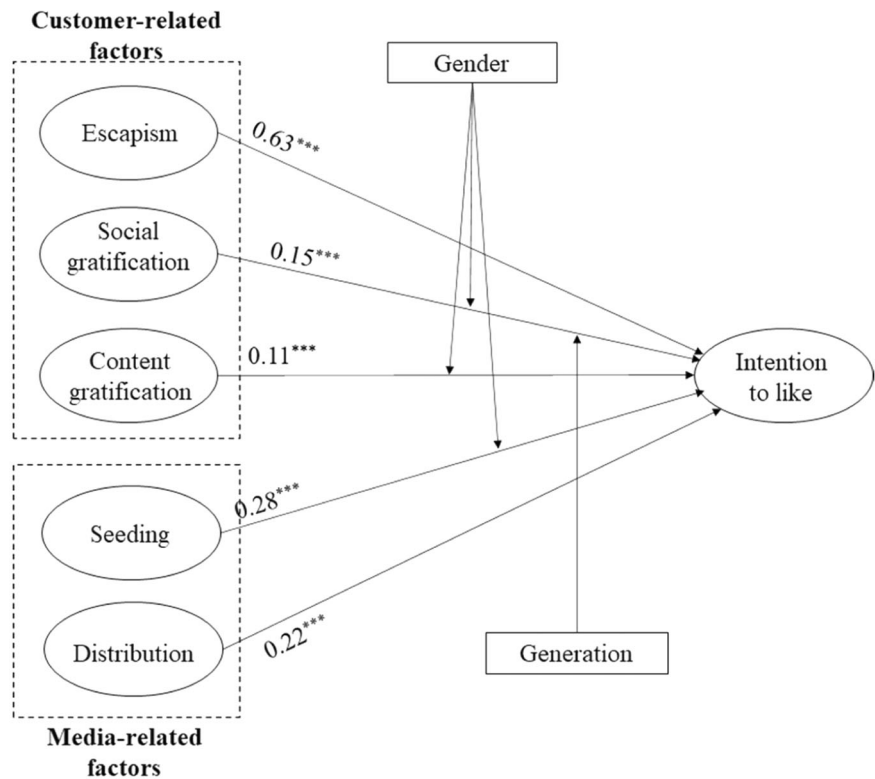 Customer-related
factors
Gender
Escapism
0.63***
Social
gratification
0.15***
Content
gratification
0.11***
Intention
to like
Seeding
0.28***
Distribution
0.22***
Generation
Media-related
factors